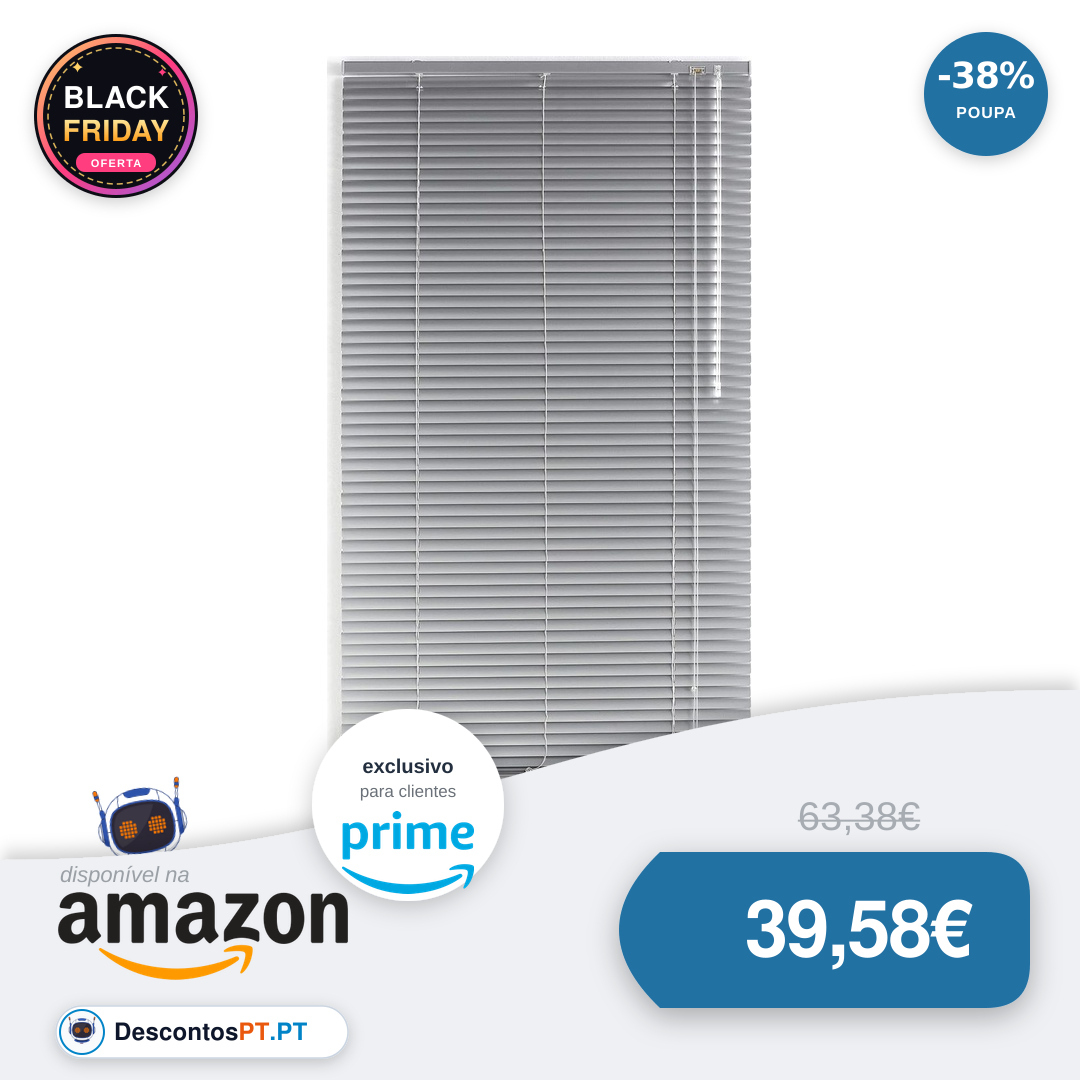 BLACK
FRIDAY
OFERTA
-38%
POUPA
exclusivo
para clientes
prime
63,38€
39,58€
disponível na
amazon
DescontosPT.PT